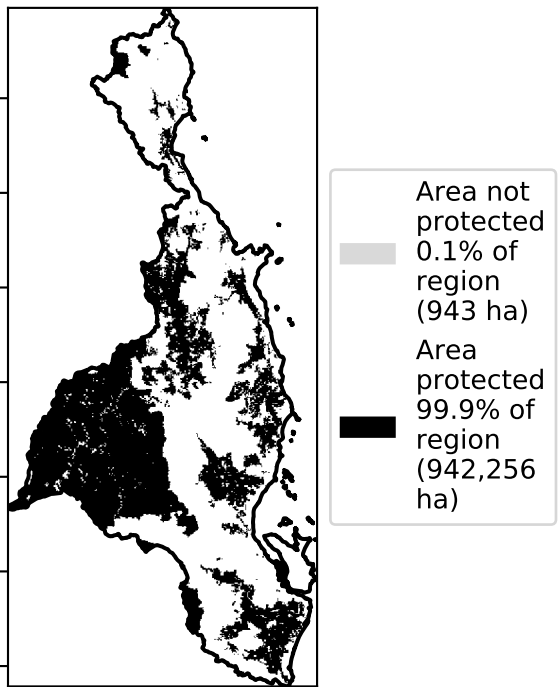 Area not
protected
0.1% of
region
(943 ha)
Area
protected
99.9% of
region
(942,256
ha)